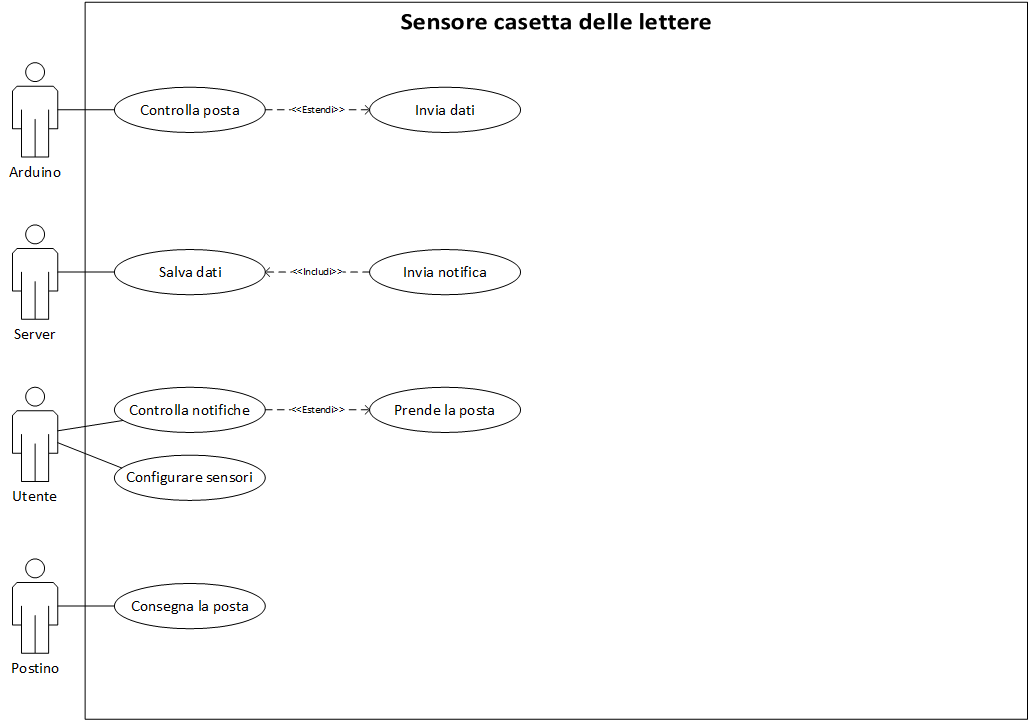 Sensore casetta delle lettere
Controlla posta
<<Estendi>>
Invia dati
Arduino
Salva dati
<<Includi>>
Invia notifica
Server
Controlla notifiche
<<Estendi>>
Prende la posta
Configurare sensori
Utente
Consegna la posta
Postino